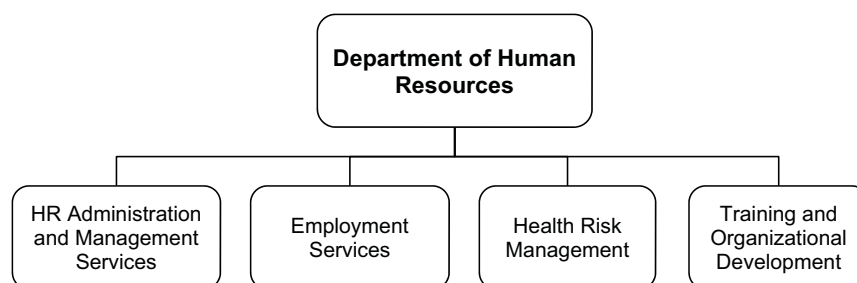 Department of Human
Resources
HR Administration
and Management
Services
Employment
Services
Health Risk
Management
Training and
Organizational
Development